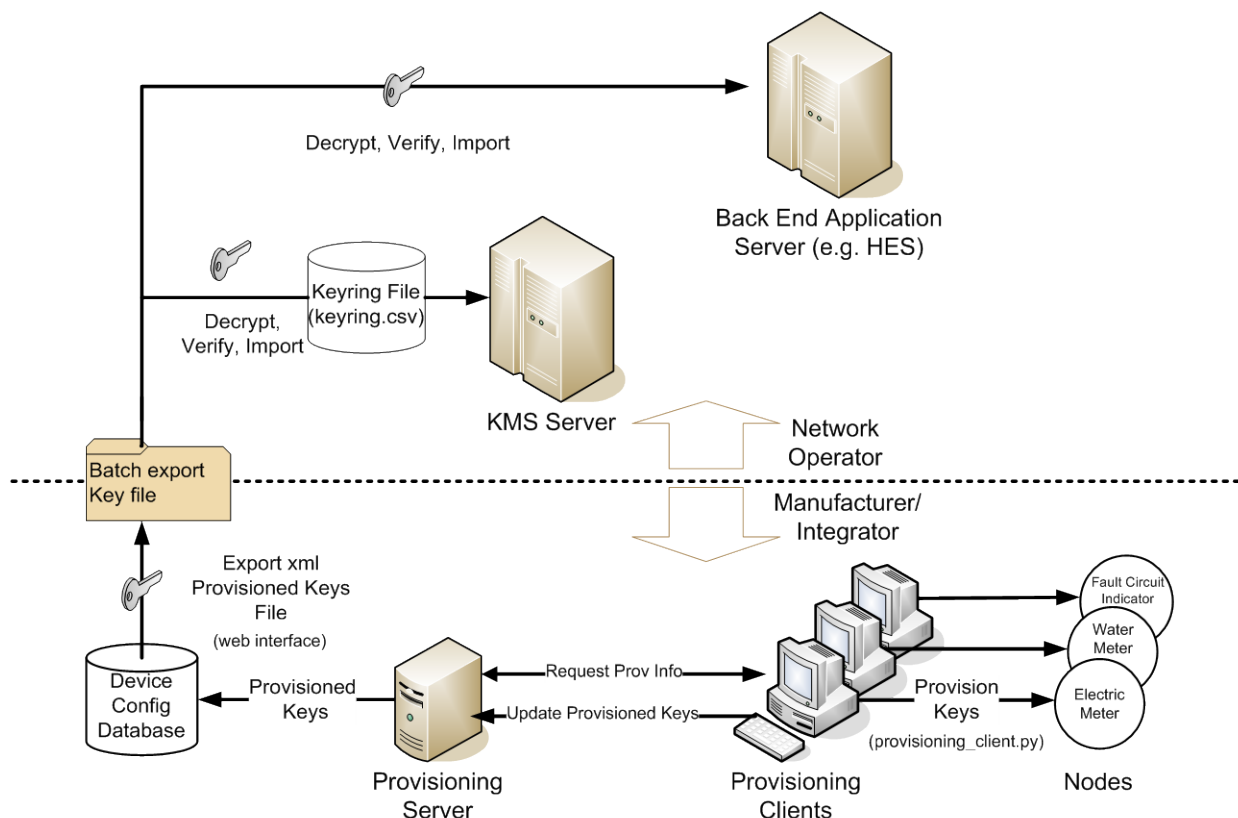 Decrypt, Verify, Import
Back End Application
Server (e.g. HES)
Keyring File
(keyring.csv)
Decrypt,
Verify, Import
KMS Server
Network
Operator
Batch export
Key file
Manufacturer/
Integrator
Export xml
Provisioned Keys
File
(web interface)
Fault Circuit
Indicator
Water
Meter
Electric
Meter
Request Prov Info
Device
Config
Database
Provisioned
Keys
Update Provisioned Keys
Provision
Keys
(provisioning_client.py)
Provisioning
Server
Provisioning
Clients
Nodes